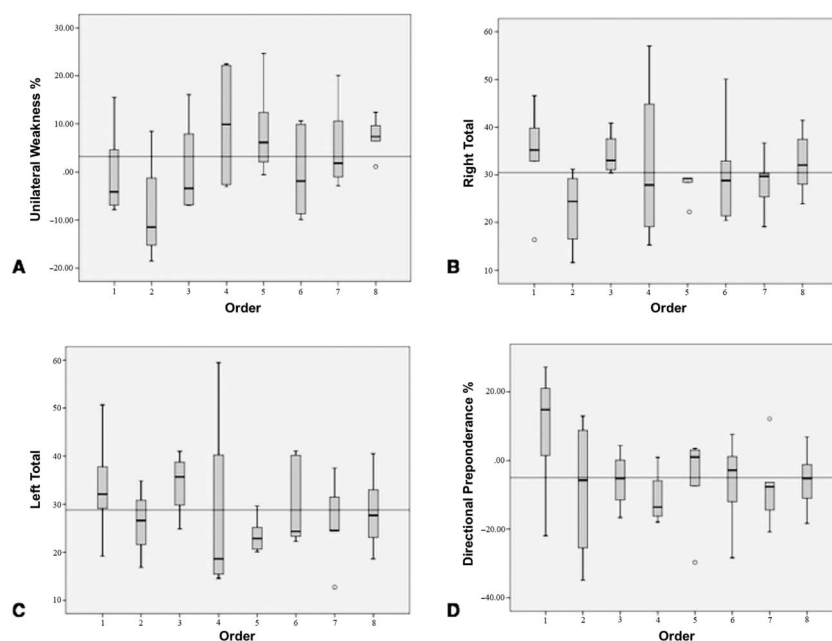 30.00
20.00
10.00
.00
-10.00
-20.00
Unilateral Weakness %
1 2 3 4 5 6 7 8
Order
A
60
50
40
30
20
10
Right Total
1 2 3 4 5 6 7 8
Order
B
60
50
40
30
20
10
Left Total
1 2 3 4 5 6 7 8
Order
C
20.00
.00
-20.00
-40.00
Directional Preponderance %
1 2 3 4 5 6 7 8
Order
D